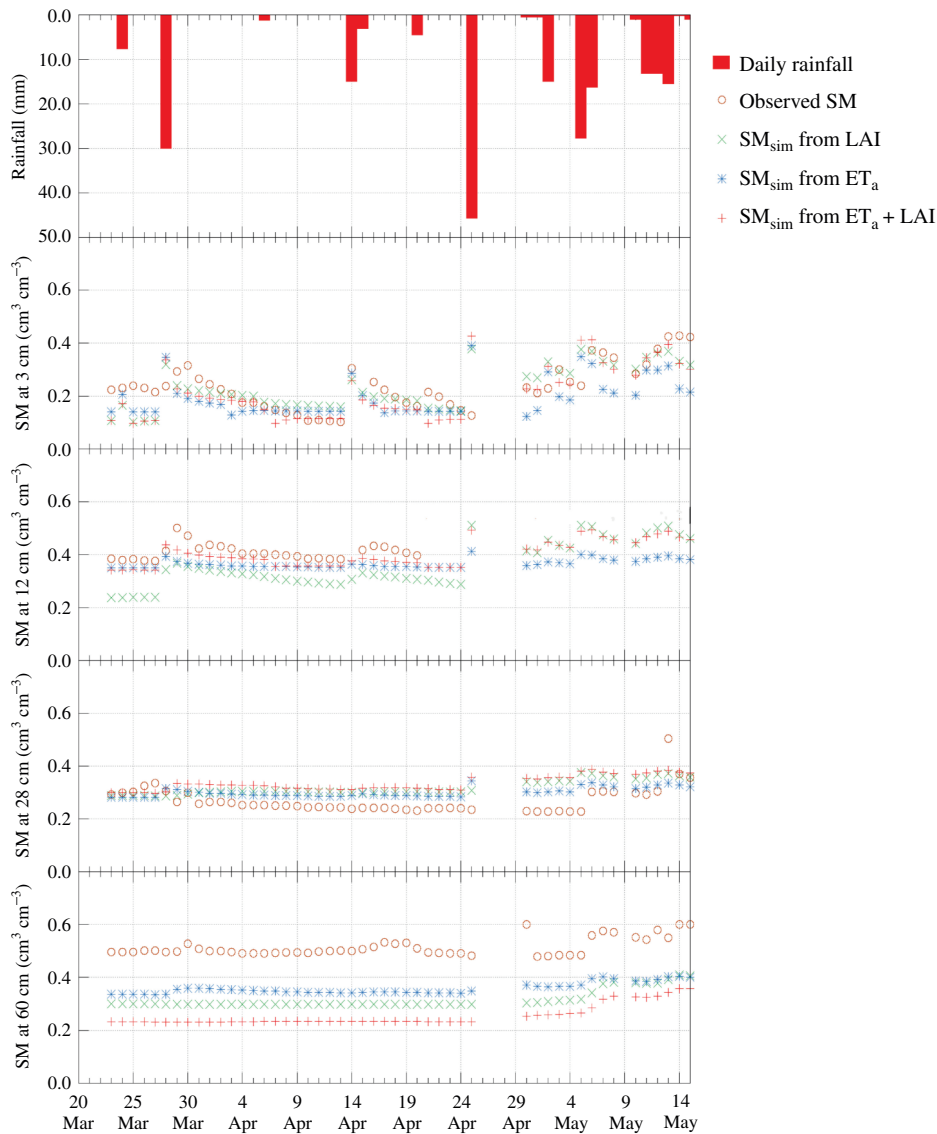 Rainfall (mm)
0.0
10.0
20.0
30.0
40.0
50.0
Daily rainfall
Observed SM
SM_sim from LAI
SM_sim from ET_a
SM_sim from ET_a + LAI
SM at 3 cm (cm³ cm⁻³)
0.6
0.4
0.2
0.0
SM at 12 cm (cm³ cm⁻³)
0.6
0.4
0.2
0.0
SM at 28 cm (cm³ cm⁻³)
0.6
0.4
0.2
0.0
SM at 60 cm (cm³ cm⁻³)
0.6
0.4
0.2
0.0
20 25 30 4 9 14 19 24 29 4 9 14
Mar Mar Mar Apr Apr Apr Apr Apr Apr May May May